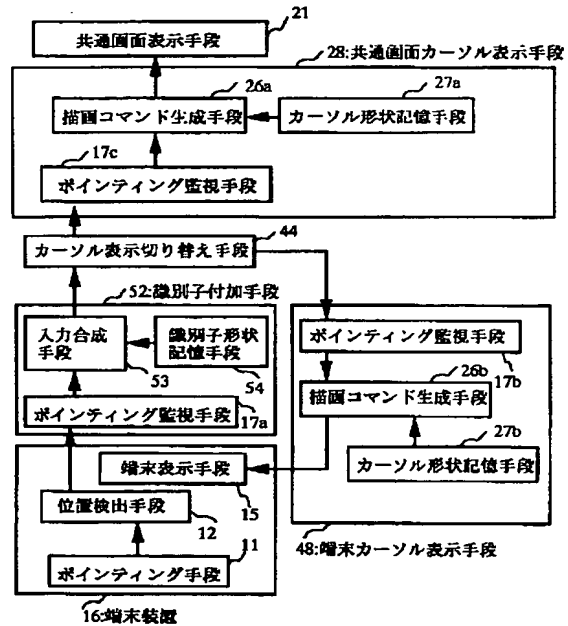 21
共通画面表示手段
28:共通画面カーソル表示手段
26a
27a
描画コマンド生成手段
カーソル形状記憶手段
17c
ポインティング監視手段
44
カーソル表示切り替え手段
52:識別子付加手段
入力合成
手段
識別子形状
記憶手段
53
54
ポインティング監視手段
17a
ポインティング監視手段
17b
26b
描画コマンド生成手段
27b
カーソル形状記憶手段
48:端末カーソル表示手段
端末表示手段
15
位置検出手段
12
11
ポインティング手段
16:端末装置